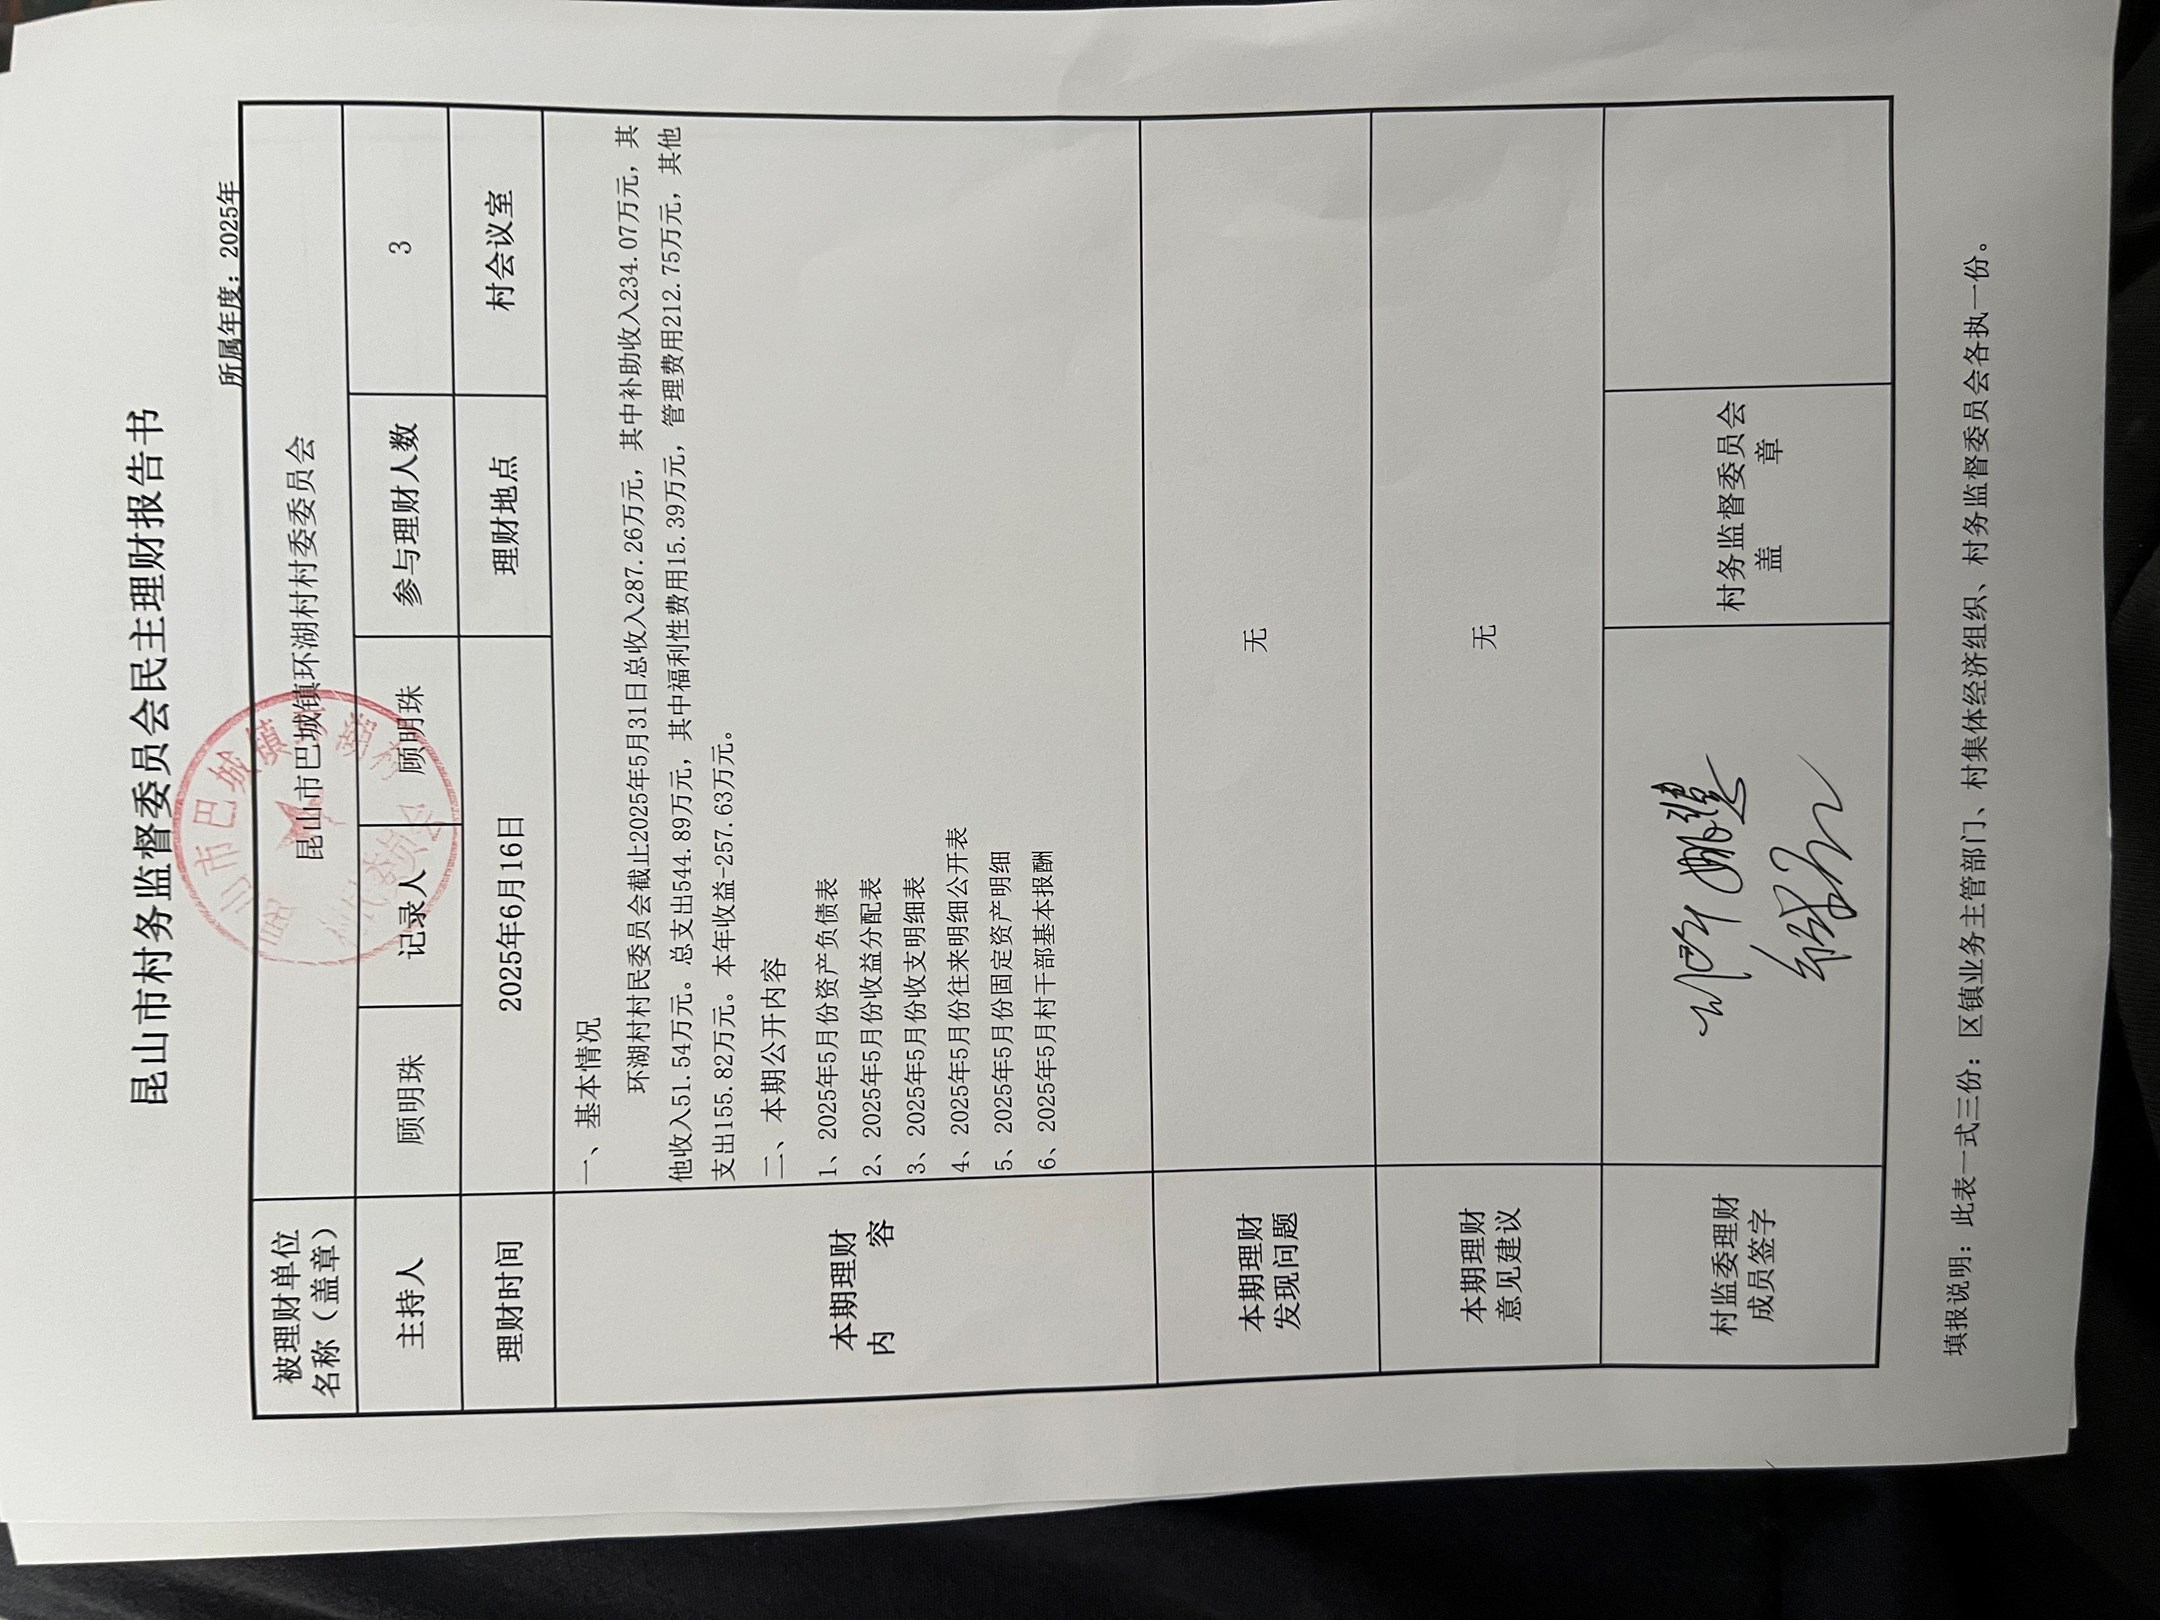 昆山市村务监督委员会民主理财报告书
所属年度：2025年
被理财单位
名称（盖章）
昆山市巴城镇环湖村村委委员会
主持人
顾明珠
记录人
顾明珠
参与理财人数
3
理财时间
2025年6月16日
理财地点
村会议室
本期理财
内 容
一、基本情况
环湖村村民委员会截止2025年5月31日总收入287.26万元，其中补助收入234.07万元，其
他收入51.54万元。总支出544.89万元，其中福利性费用15.39万元，管理费用212.75万元，其他
支出155.82万元。本年收益-257.63万元。
二、本期公开内容
1、2025年5月份资产负债表
2、2025年5月份收益分配表
3、2025年5月份收支明细表
4、2025年5月份往来明细公开表
5、2025年5月份固定资产明细
6、2025年5月村干部基本报酬
本期理财
发现问题
无
本期理财
意见建议
无
村监委理财
成员签字
村务监督委员会
盖 章
填报说明：此表一式三份：区镇业务主管部门、村集体经济组织、村务监督委员会各执一份。